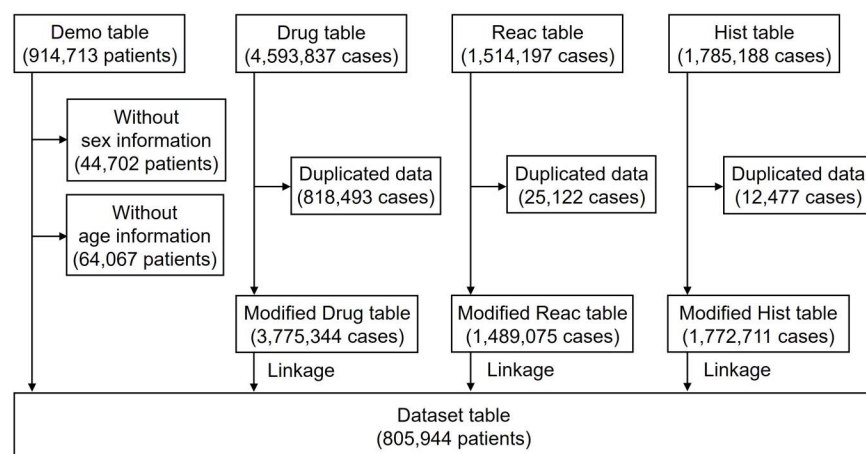 Demo table
(914,713 patients)
Drug table
(4,593,837 cases)
Reac table
(1,514,197 cases)
Hist table
(1,785,188 cases)
Without
sex information
(44,702 patients)
Without
age information
(64,067 patients)
Duplicated data
(818,493 cases)
Duplicated data
(25,122 cases)
Duplicated data
(12,477 cases)
Modified Drug table
(3,775,344 cases)
Modified Reac table
(1,489,075 cases)
Modified Hist table
(1,772,711 cases)
Linkage
Linkage
Linkage
Dataset table
(805,944 patients)